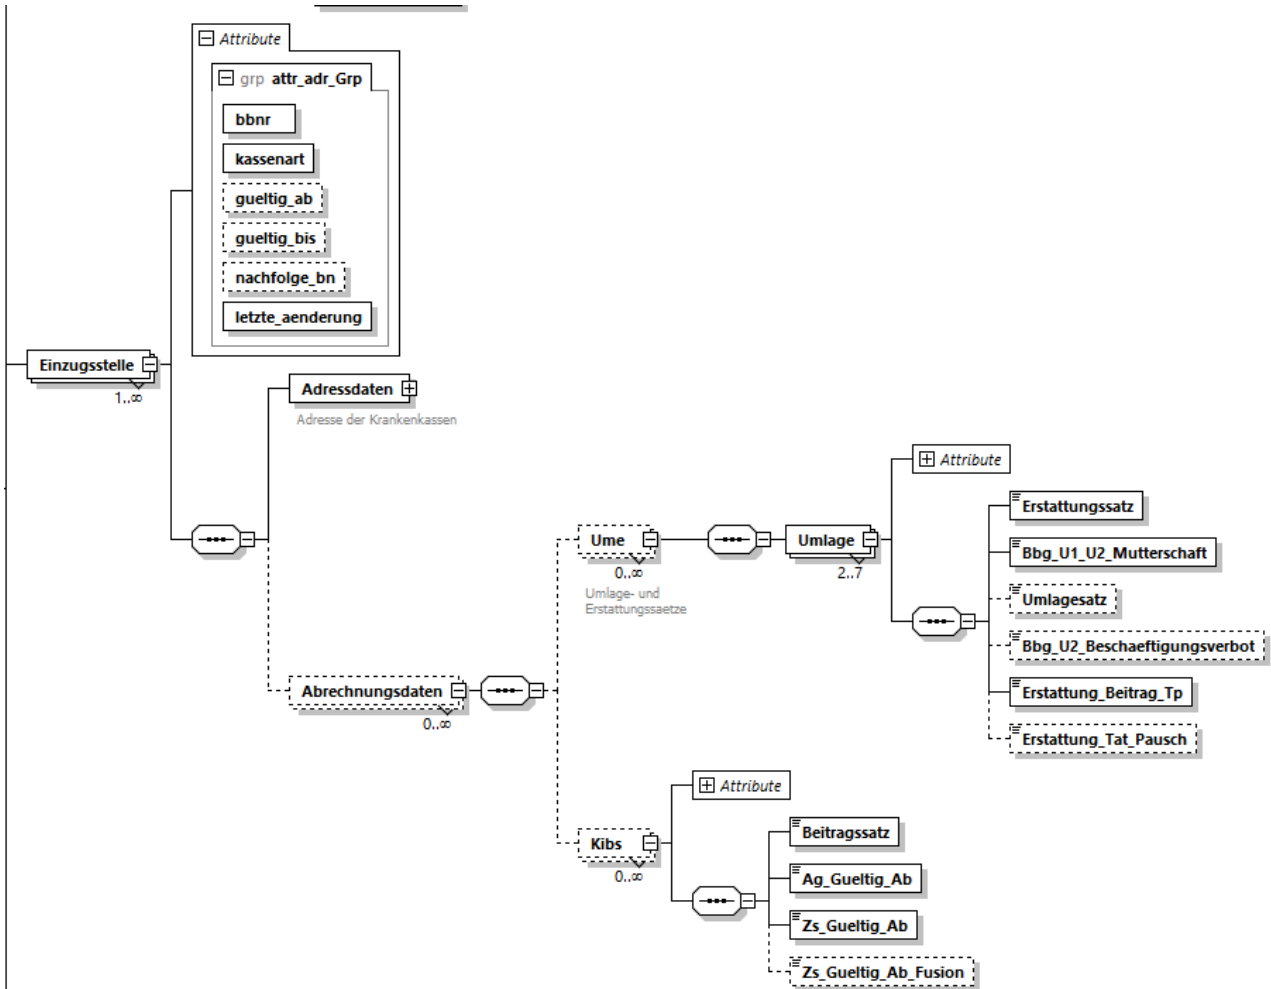 Attribute
grp attr_adr_Grp
bbnr
kassenart
gueltig_ab
gueltig_bis
nachfolge_bn
letzte_aenderung
Einzugsstelle
1..∞
Adressdaten
Adresse der Krankenkassen
Attribute
Erstattungssatz
Ume
Umlage
Bbg_U1_U2_Mutterschaft
0..∞
2..7
Umlage- und
Erstattungssaetze
Umlagesatz
Bbg_U2_Beschaeftigungsverbot
Abrechnungsdaten
0..∞
Erstattung_Beitrag_Tp
Erstattung_Tat_Pausch
Attribute
Kibs
0..∞
Beitragssatz
Ag_Gueltig_Ab
Zs_Gueltig_Ab
Zs_Gueltig_Ab_Fusion